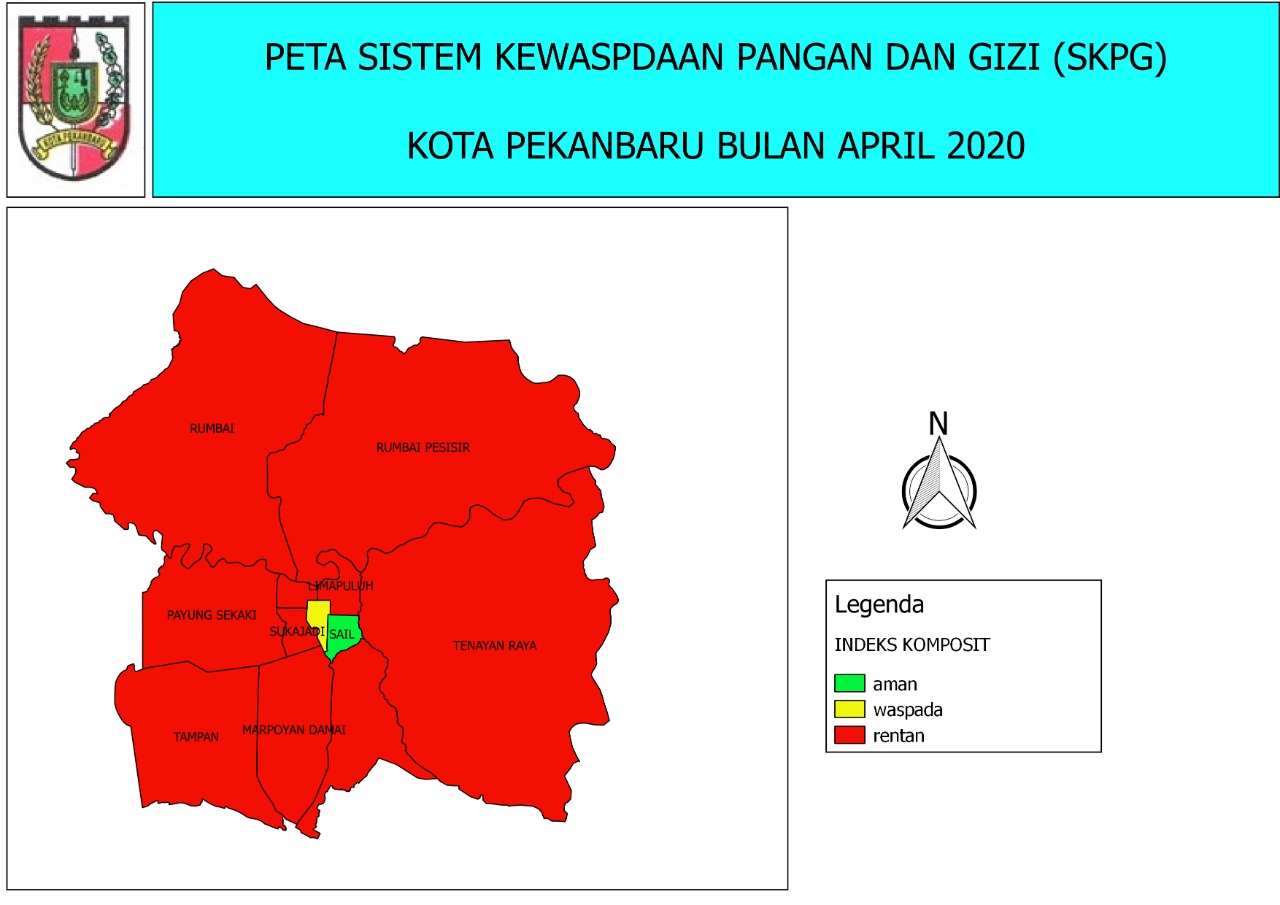 PETA SISTEM KEWASPDAAN PANGAN DAN GIZI (SKPG)
KOTA PEKANBARU BULAN APRIL 2020
KOTA PEKANBARU
RUMBAI
RUMBAI PESISIR
LIMAPULUH
PAYUNG SEKAKI
SUKAJADI
SAIL
TENAYAN RAYA
MARPOYAN DAMAI
TAMPAN
N
Legenda
INDEKS KOMPOSIT
aman
waspada
rentan